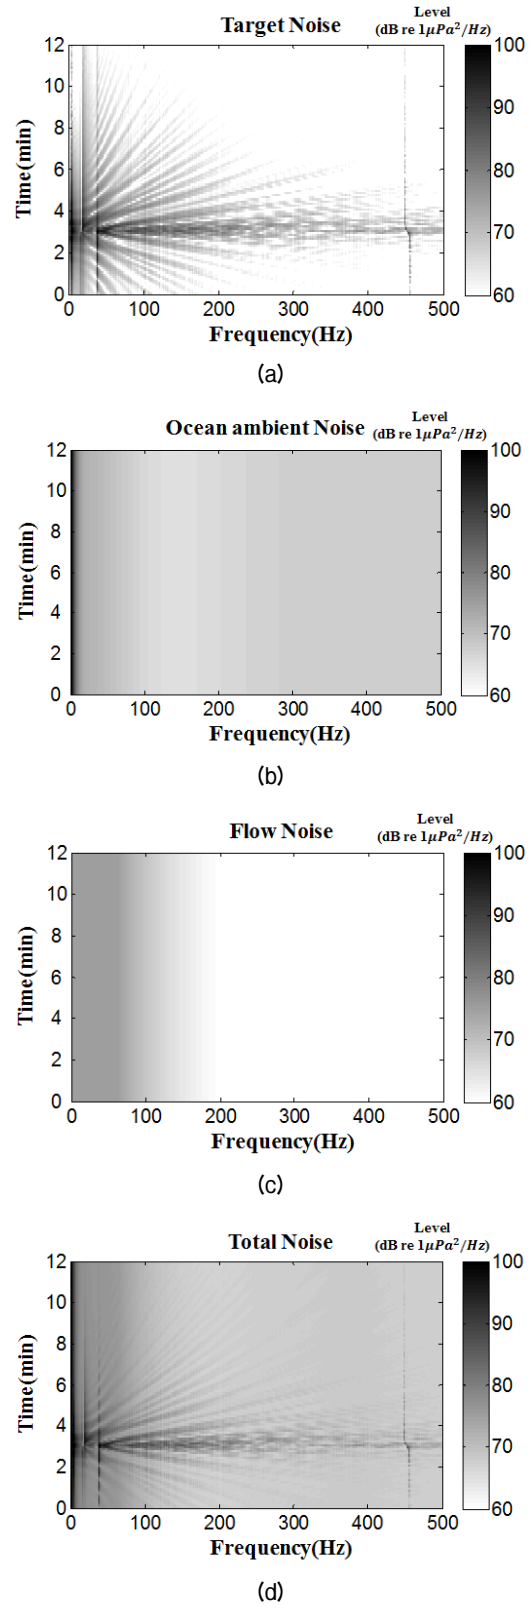 Target Noise
Level
(dB re 1μPa²/Hz)
12
10
8
6
4
2
0
Time(min)
0 100 200 300 400 500
Frequency(Hz)
100
90
80
70
60
(a)
Ocean ambient Noise
Level
(dB re 1μPa²/Hz)
12
10
8
6
4
2
0
Time(min)
0 100 200 300 400 500
Frequency(Hz)
100
90
80
70
60
(b)
Flow Noise
Level
(dB re 1μPa²/Hz)
12
10
8
6
4
2
0
Time(min)
0 100 200 300 400 500
Frequency(Hz)
100
90
80
70
60
(c)
Total Noise
Level
(dB re 1μPa²/Hz)
12
10
8
6
4
2
0
Time(min)
0 100 200 300 400 500
Frequency(Hz)
100
90
80
70
60
(d)